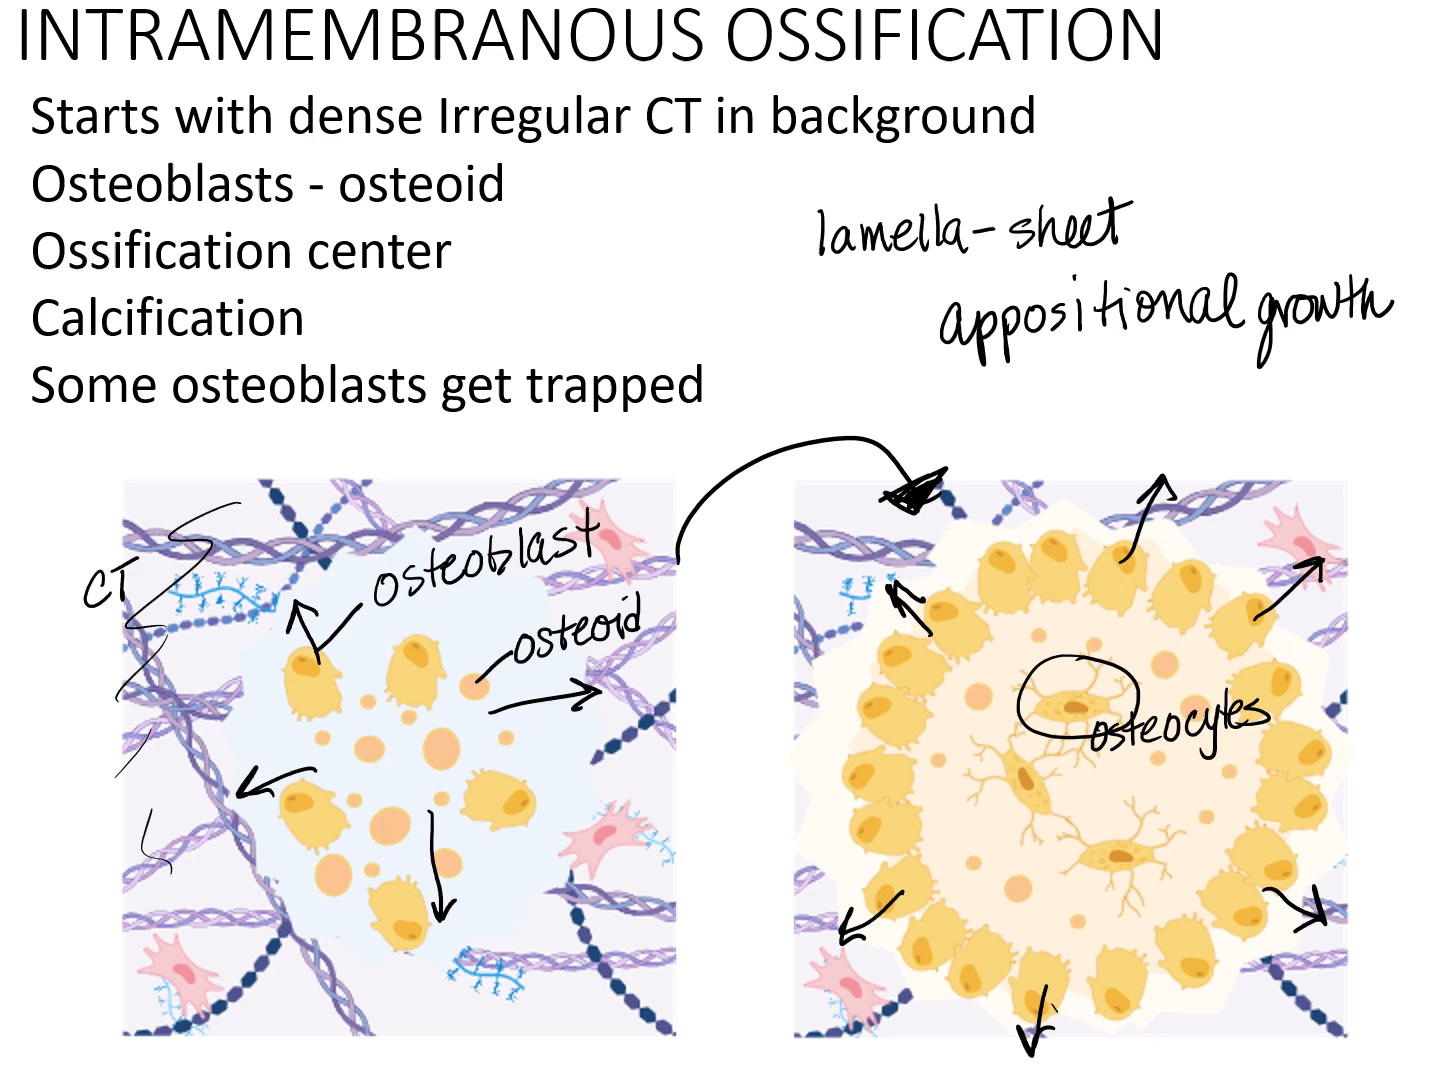 INTRAMEMBRANOUS OSSIFICATION
Starts with dense Irregular CT in background
Osteoblasts - osteoid
Ossification center
Calcification
Some osteoblasts get trapped
lamella - sheet
appositional growth
CT
osteoblast
osteoid
osteocytes